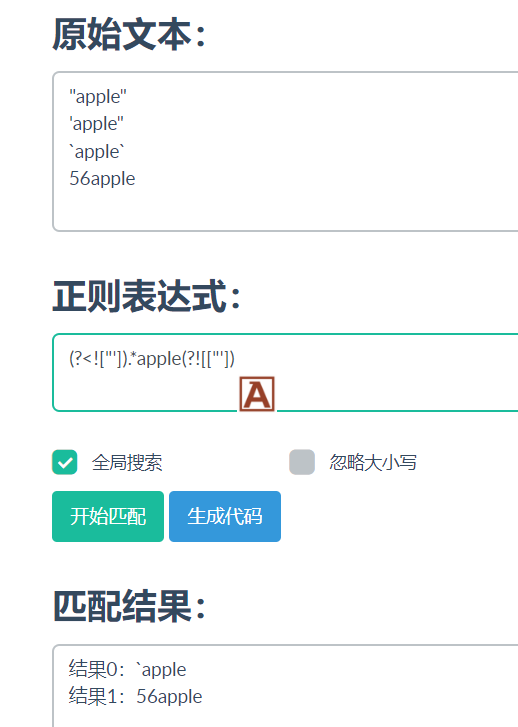 原始文本：
"apple"
'apple"
`apple`
56apple
正则表达式：
(?<!["']).*apple(?![["'])
A
全局搜索
忽略大小写
开始匹配
生成代码
匹配结果：
结果0：`apple
结果1：56apple